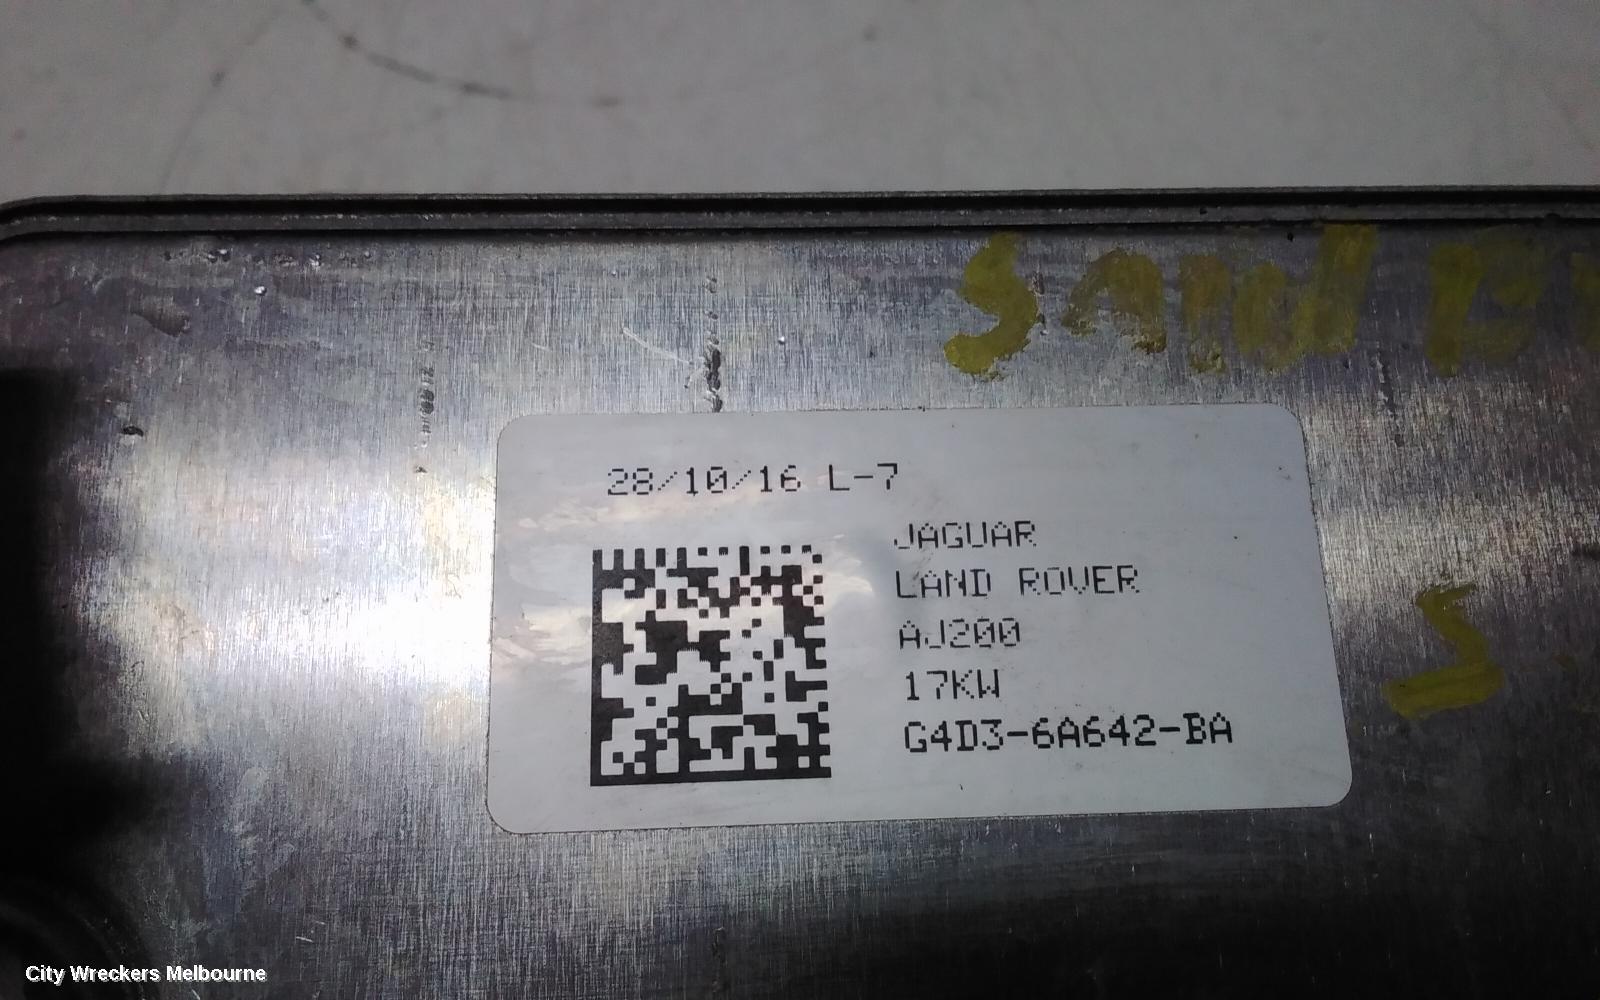 28/10/16 L-7
JAGUAR
LAND ROVER
AJ200
17KW
G4D3-6A642-BA
City Wreckers Melbourne